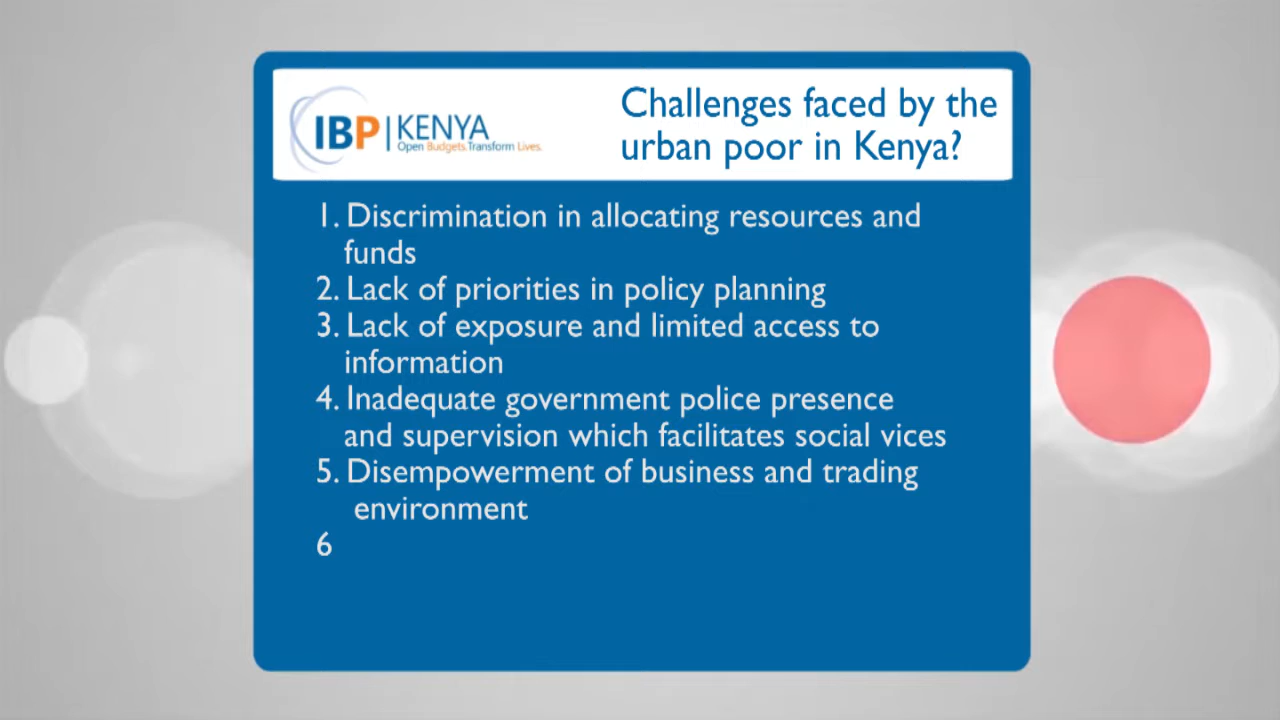 IBP|KENYA
Open Budgets.Transform Lives.
Challenges faced by the
urban poor in Kenya?
1. Discrimination in allocating resources and
funds
2. Lack of priorities in policy planning
3. Lack of exposure and limited access to
information
4. Inadequate government police presence
and supervision which facilitates social vices
5. Disempowerment of business and trading
environment
6